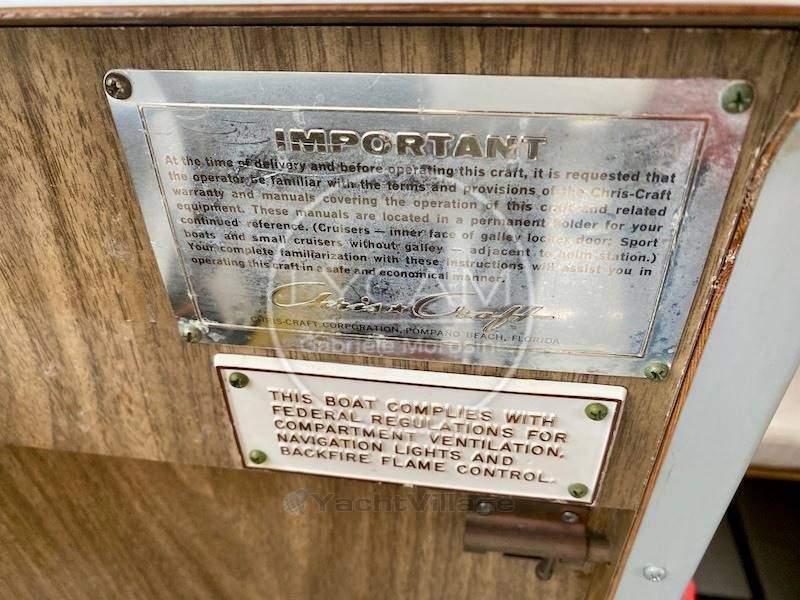 IMPORTANT
At the time of delivery and before operating this craft, it is requested that
the operator be familiar with the terms and provisions of the Chris-Craft
warranty and manuals covering the operation of this craft and related
equipment. These manuals are located in a permanent holder for your
continued reference. (Cruisers — inner face of galley locker door: Sport
boats and small cruisers without galley — adjacent to helm station.)
Your complete familiarization with these instructions will assist you in
operating this craft in a safe and economical manner.
Chris-Craft
CHRIS-CRAFT CORPORATION, POMPANO BEACH, FLORIDA
Gabriele Morosini
THIS BOAT COMPLIES WITH
FEDERAL REGULATIONS FOR
COMPARTMENT VENTILATION,
NAVIGATION LIGHTS AND
BACKFIRE FLAME CONTROL.
YachtVillage